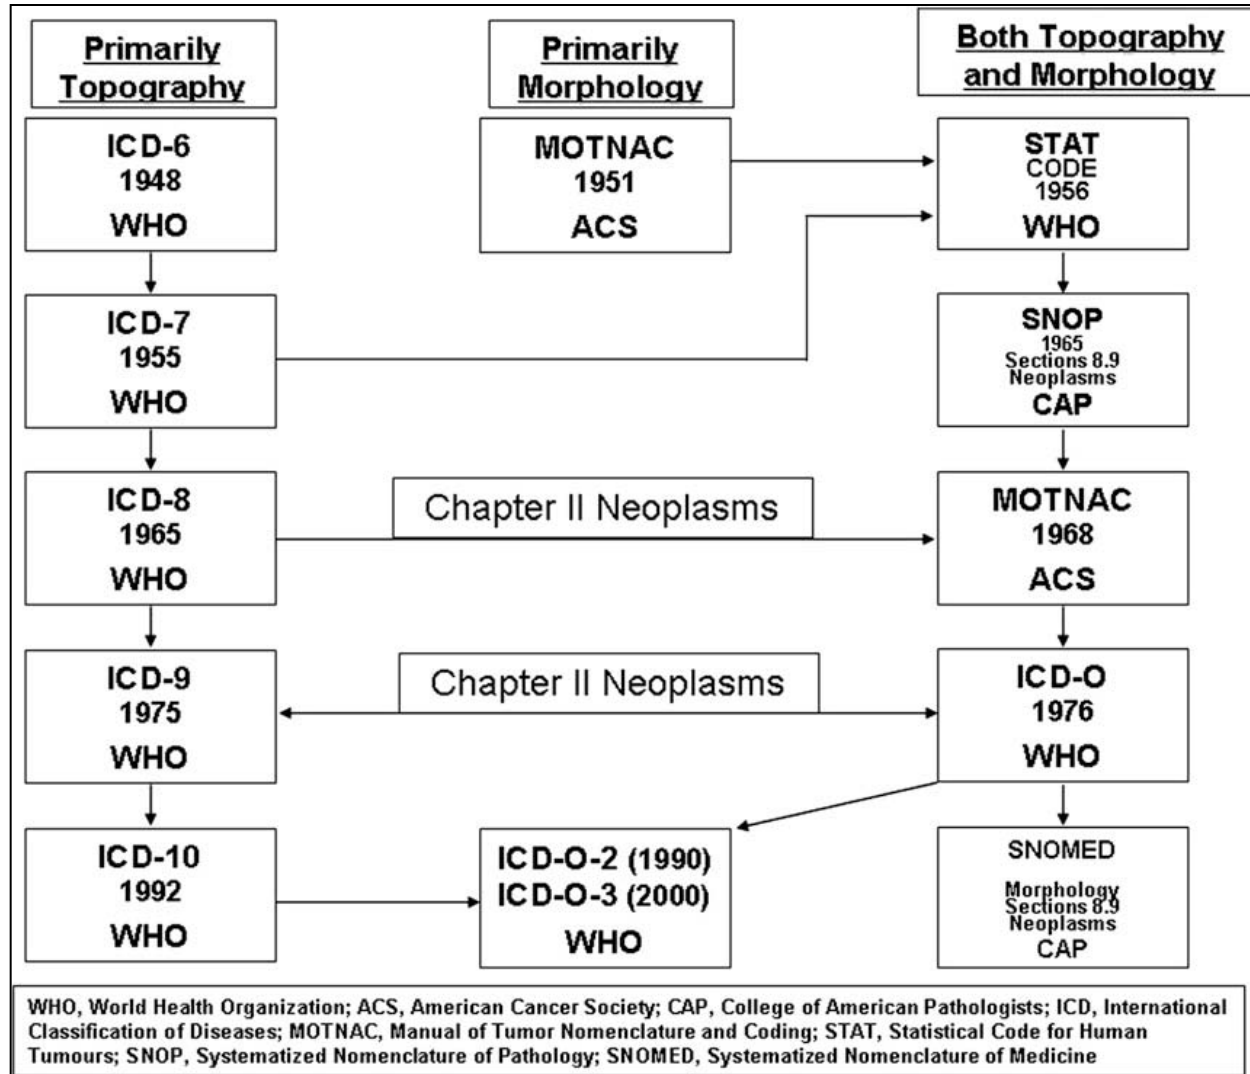 Primarily
Topography
Primarily
Morphology
Both Topography
and Morphology
ICD-6
1948
WHO
MOTNAC
1951
ACS
STAT
CODE
1956
WHO
ICD-7
1955
WHO
SNOP
1965
Sections 8.9
Neoplasms
CAP
ICD-8
1965
WHO
Chapter II Neoplasms
MOTNAC
1968
ACS
ICD-9
1975
WHO
Chapter II Neoplasms
ICD-O
1976
WHO
ICD-10
1992
WHO
ICD-O-2 (1990)
ICD-O-3 (2000)
WHO
SNOMED
Morphology
Sections 8.9
Neoplasms
CAP
WHO, World Health Organization; ACS, American Cancer Society; CAP, College of American Pathologists; ICD, International
Classification of Diseases; MOTNAC, Manual of Tumor Nomenclature and Coding; STAT, Statistical Code for Human
Tumours; SNOP, Systematized Nomenclature of Pathology; SNOMED, Systematized Nomenclature of Medicine